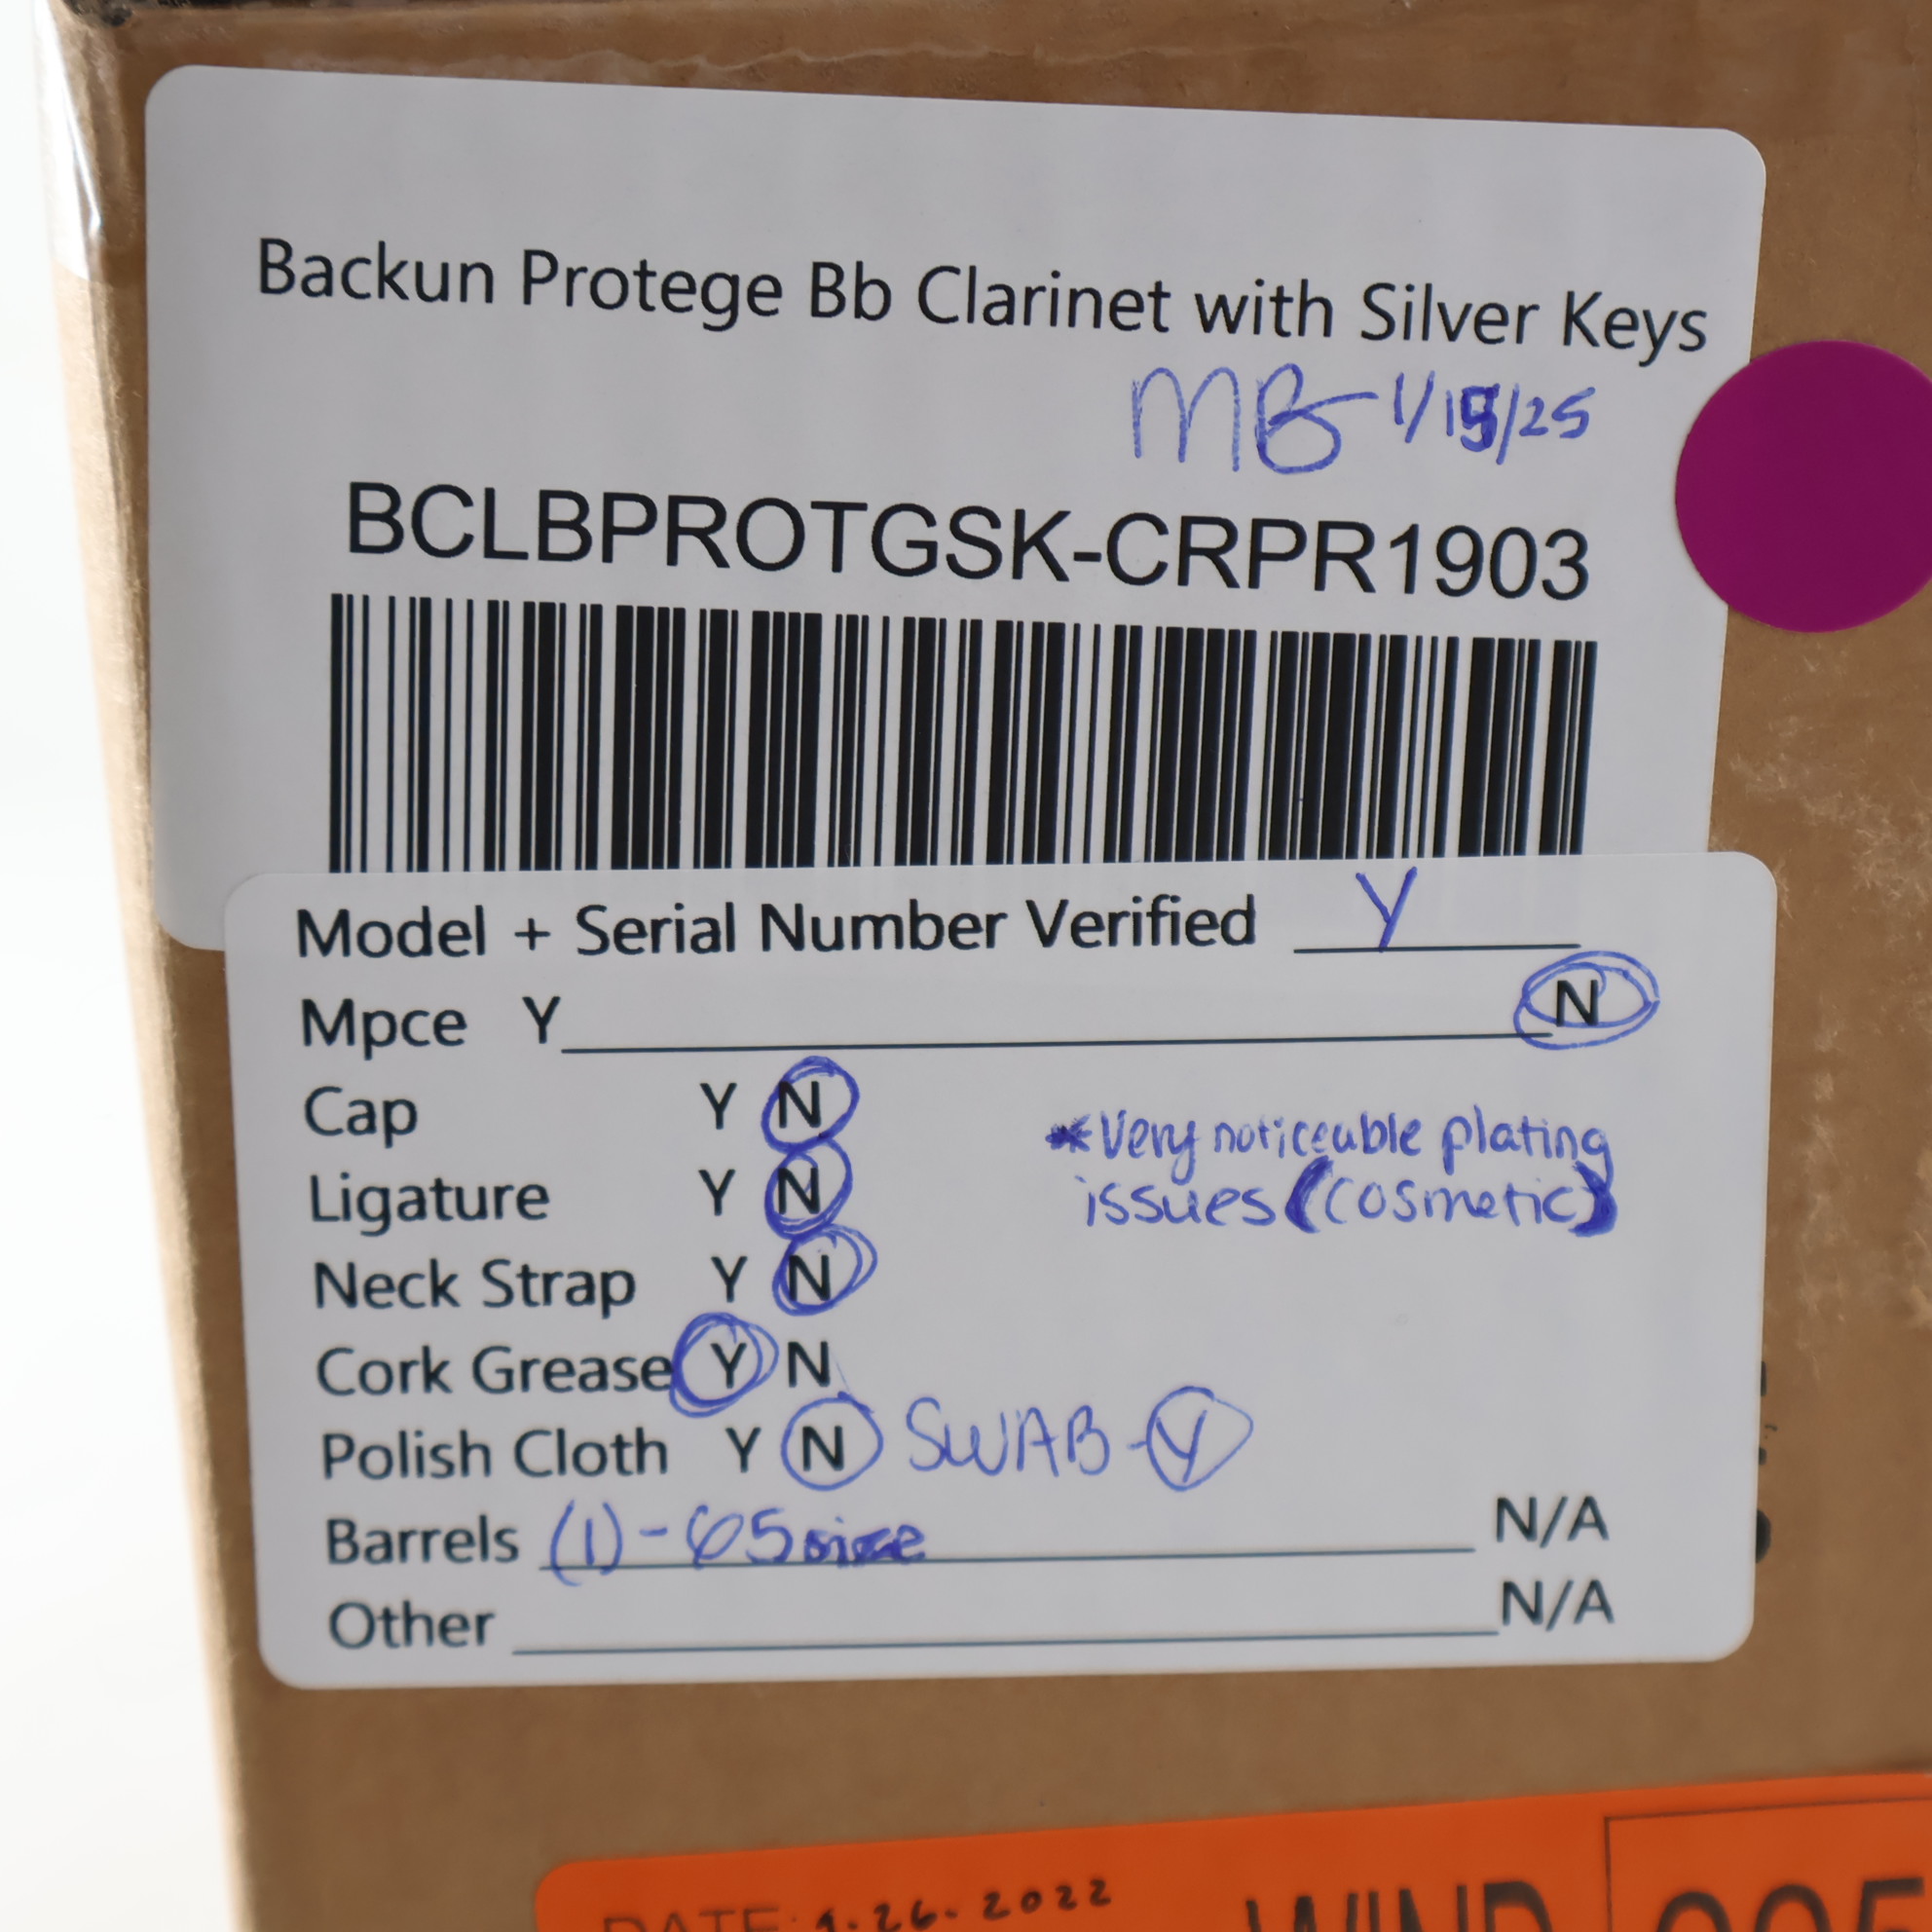 Backun Protege Bb Clarinet with Silver Keys
MB 1/15/25
BCLBPROTGSK-CRPR1903
Model + Serial Number Verified Y
Mpce Y N
Cap Y N
*Very noticeable plating
issues (cosmetic)
Ligature Y N
Neck Strap Y N
Cork Grease Y N
Polish Cloth Y N SWAB-Y
Barrels (1)-65 size N/A
Other N/A
DATE: 1.26.2022
WIND